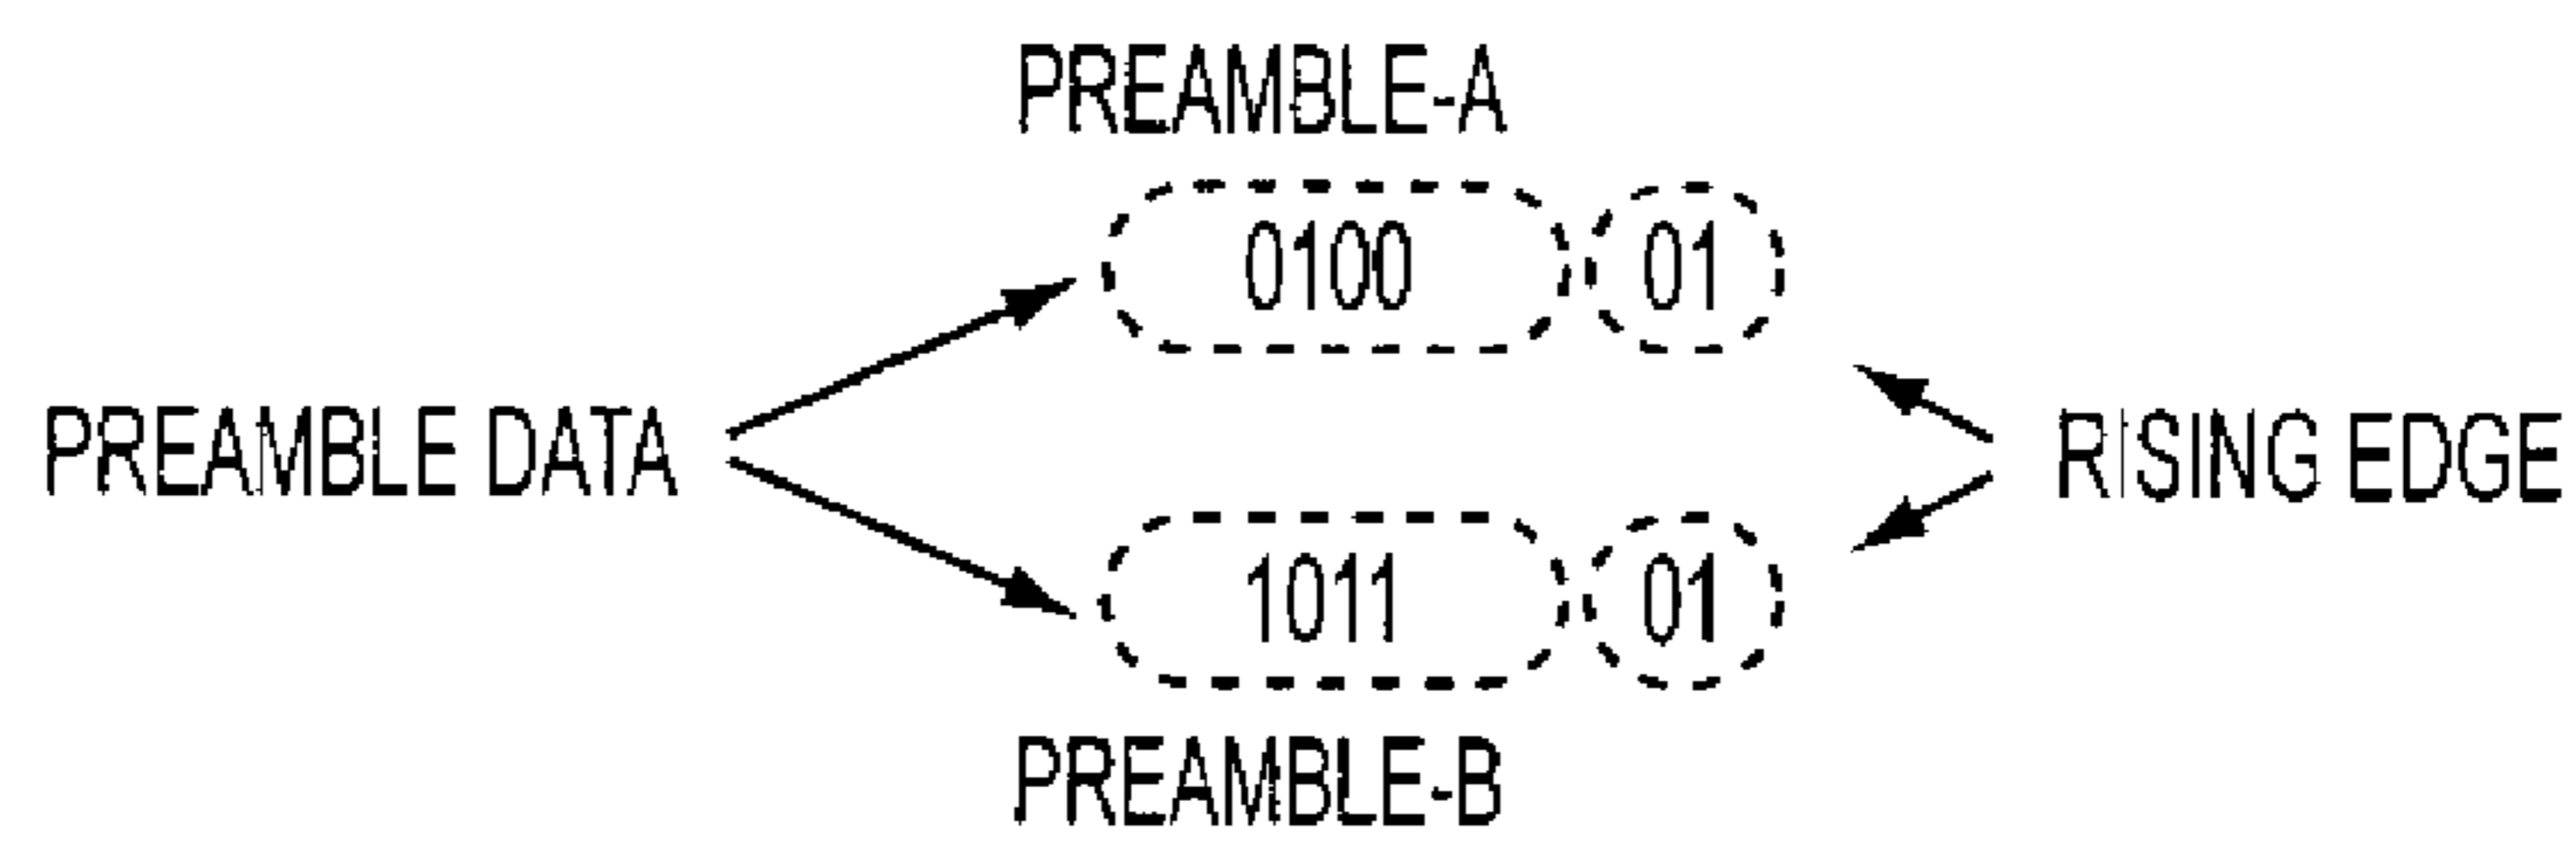 PREAMBLE-A
0100 01
PREAMBLE DATA
RISING EDGE
1011 01
PREAMBLE-B